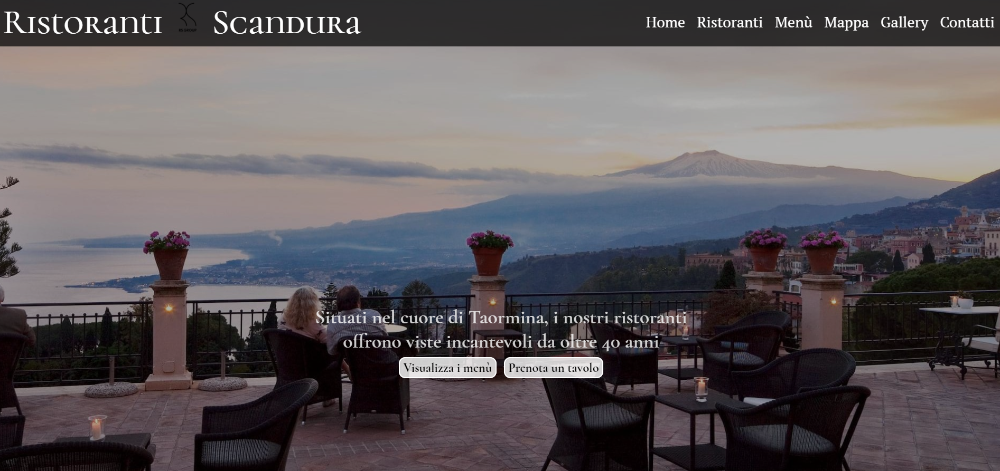 Ristoranti RS GROUP Scandura
Home Ristoranti Menù Mappa Gallery Contatti
Situati nel cuore di Taormina, i nostri ristoranti
offrono viste incantevoli da oltre 40 anni
Visualizza i menù Prenota un tavolo